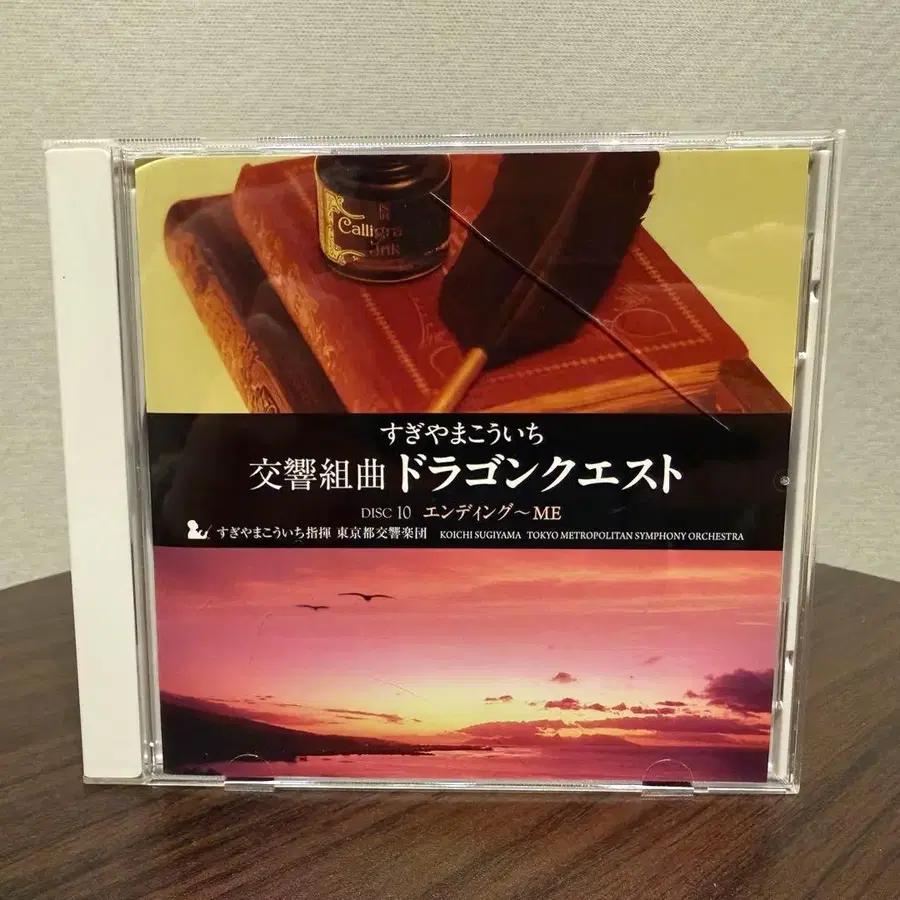 Calligra
Ink
すぎやまこういち
交響組曲 ドラゴンクエスト
DISC 10 エンディング～ME
すぎやまこういち指揮 東京都交響楽団 KOICHI SUGIYAMA TOKYO METROPOLITAN SYMPHONY ORCHESTRA